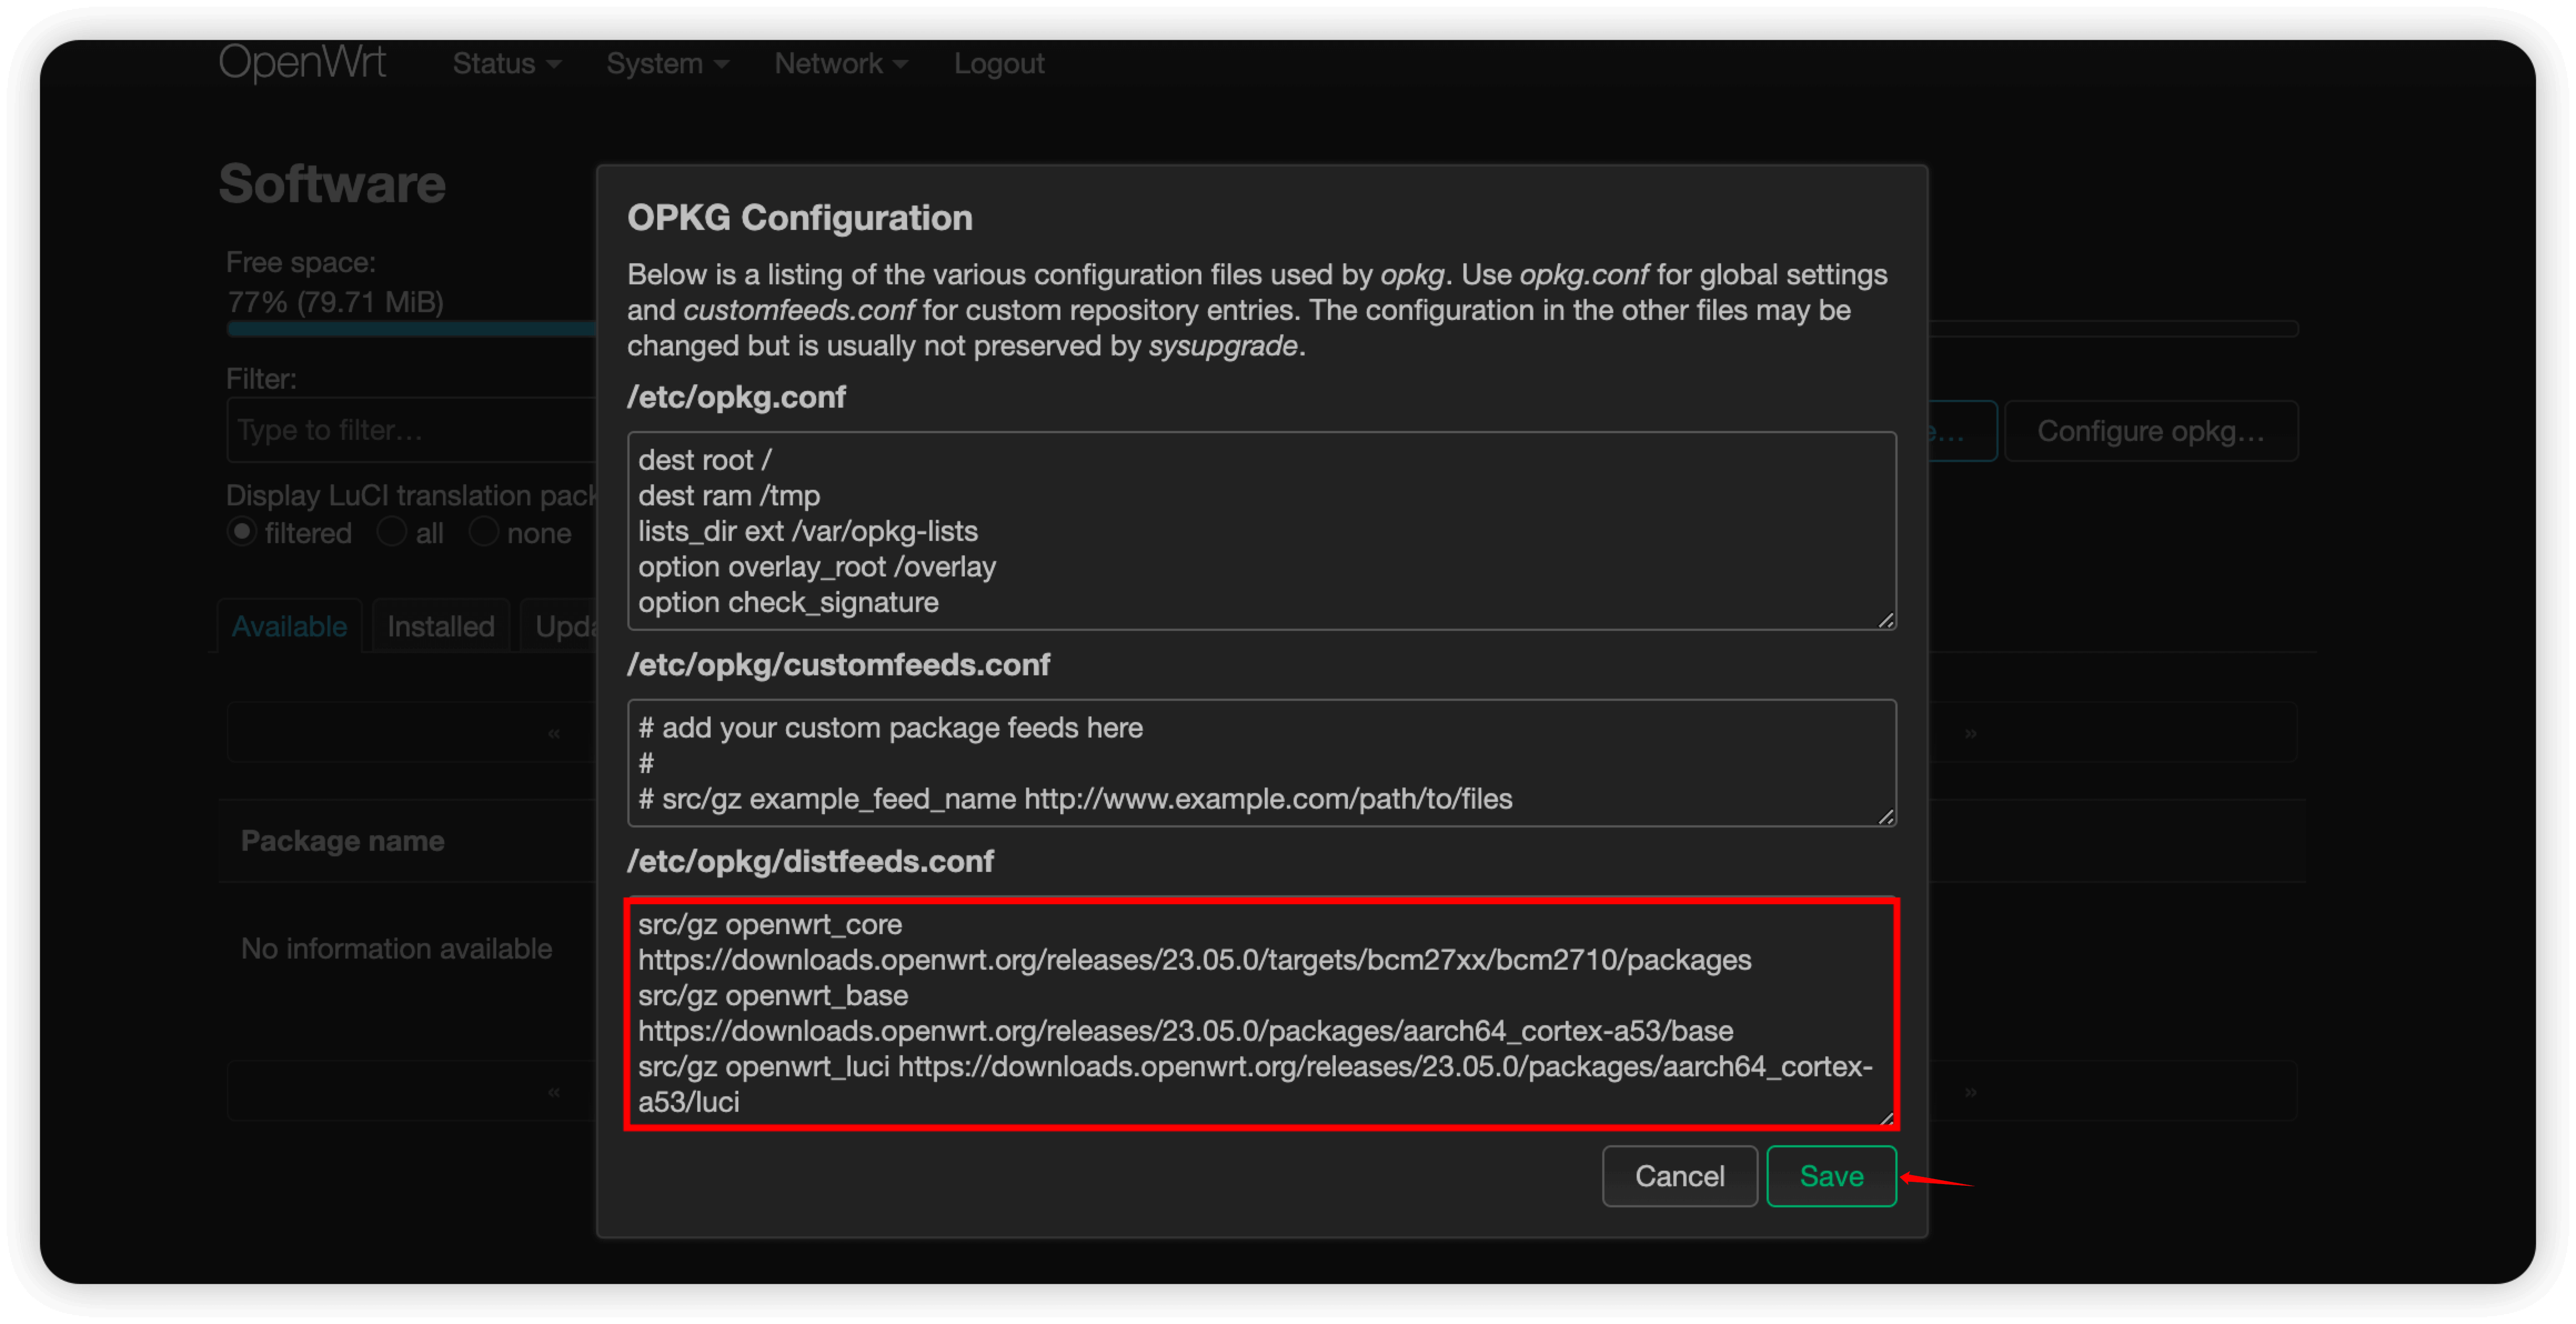 OpenWrt Status System Network Logout
Software
Free space:
77% (79.71 MiB)
Filter:
Type to filter…
e…
Configure opkg…
Display LuCI translation pack
filtered all none
Available Installed Upda
«
»
Package name
No information available
«
»
OPKG Configuration
Below is a listing of the various configuration files used by opkg. Use opkg.conf for global settings
and customfeeds.conf for custom repository entries. The configuration in the other files may be
changed but is usually not preserved by sysupgrade.
/etc/opkg.conf
dest root /
dest ram /tmp
lists_dir ext /var/opkg-lists
option overlay_root /overlay
option check_signature
/etc/opkg/customfeeds.conf
# add your custom package feeds here
#
# src/gz example_feed_name http://www.example.com/path/to/files
/etc/opkg/distfeeds.conf
src/gz openwrt_core
https://downloads.openwrt.org/releases/23.05.0/targets/bcm27xx/bcm2710/packages
src/gz openwrt_base
https://downloads.openwrt.org/releases/23.05.0/packages/aarch64_cortex-a53/base
src/gz openwrt_luci https://downloads.openwrt.org/releases/23.05.0/packages/aarch64_cortex-
a53/luci
Cancel Save